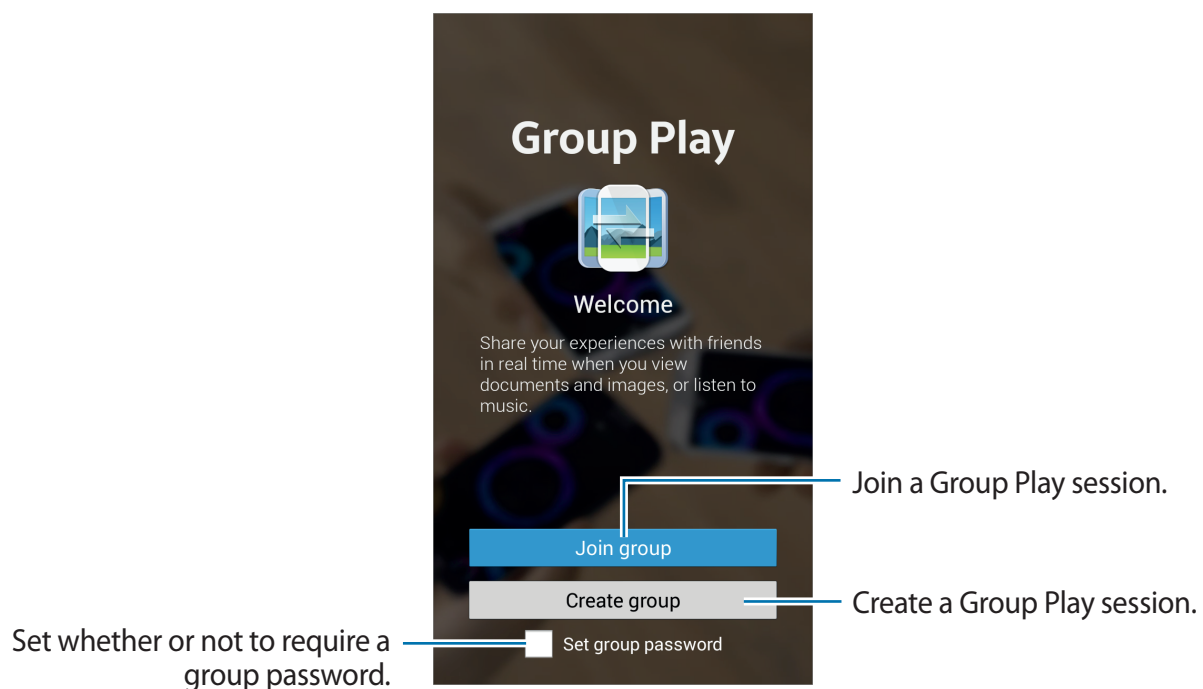 Group Play
Welcome
Share your experiences with friends
in real time when you view
documents and images, or listen to
music.
Join a Group Play session.
Join group
Create group
Create a Group Play session.
Set whether or not to require a
group password.
Set group password